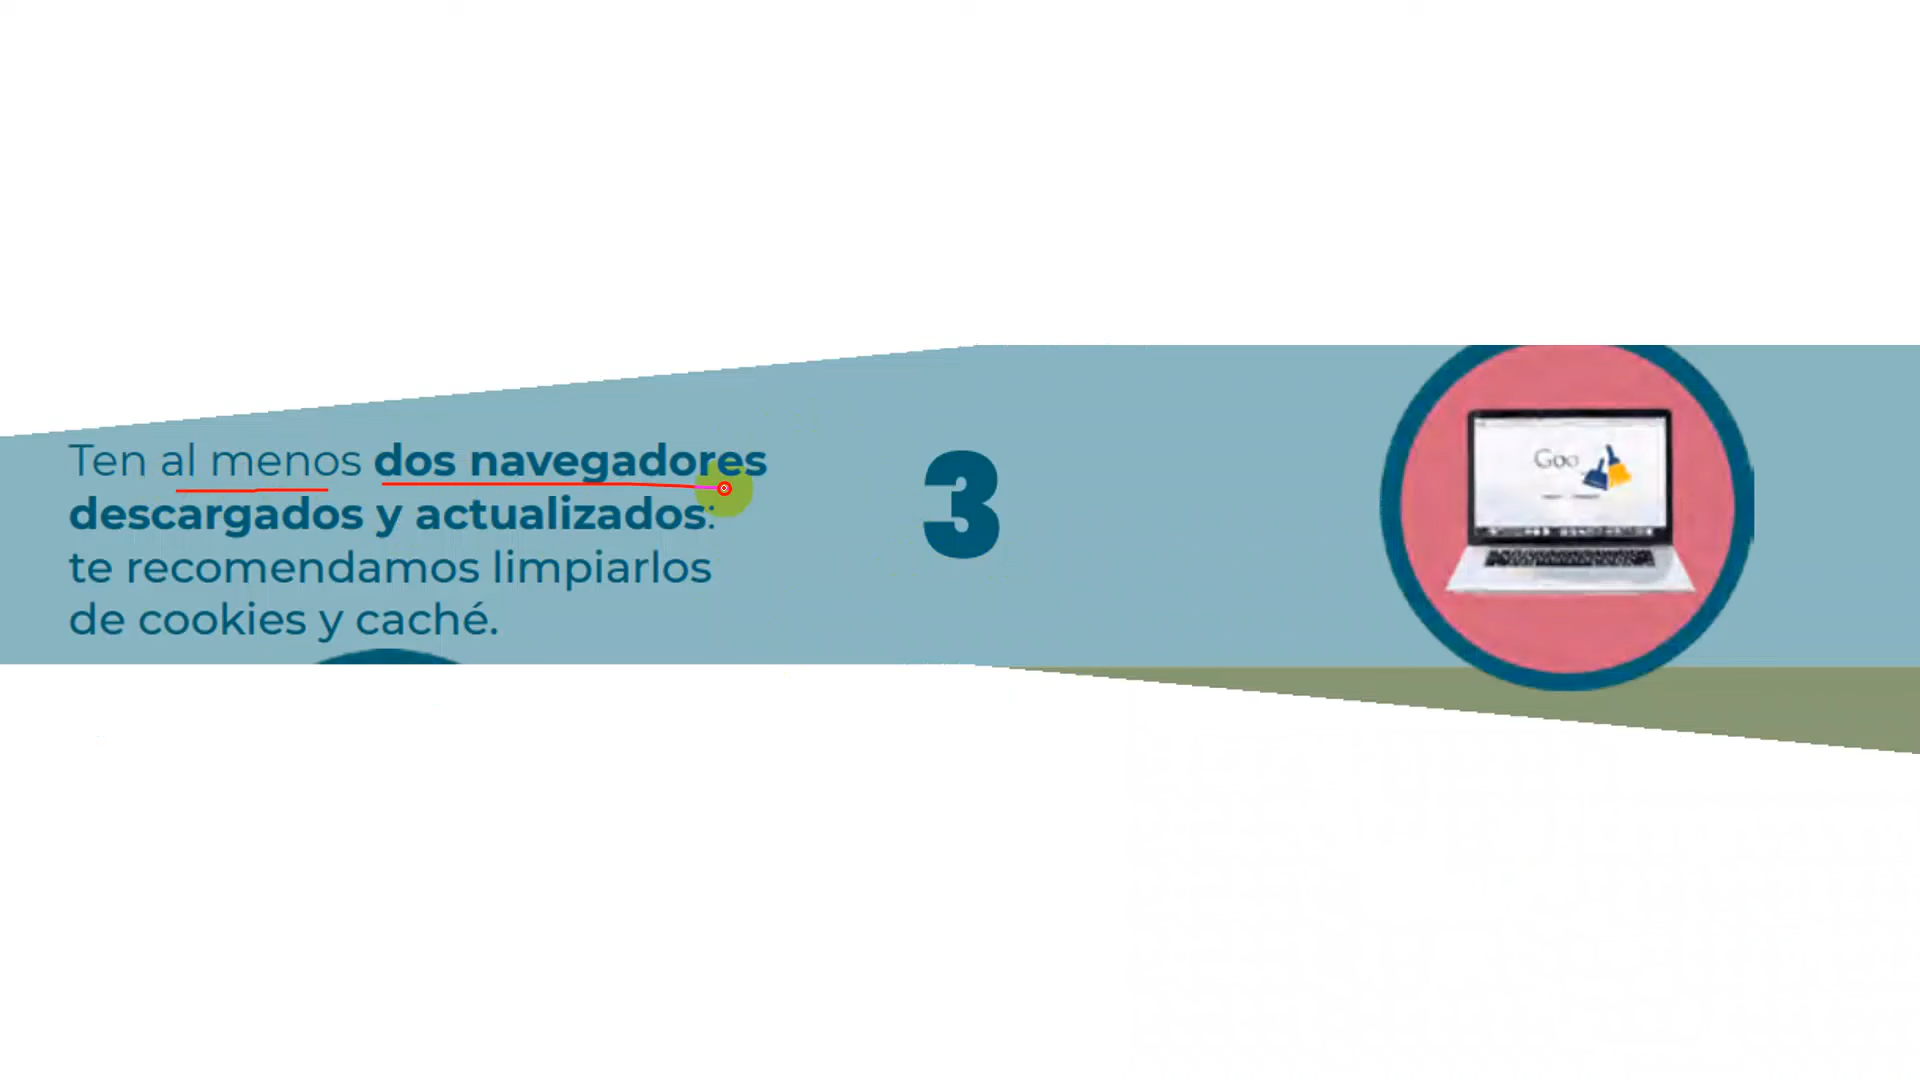 Ten al menos dos navegadores
descargados y actualizados:
te recomendamos limpiarlos
de cookies y caché.
3
Goo